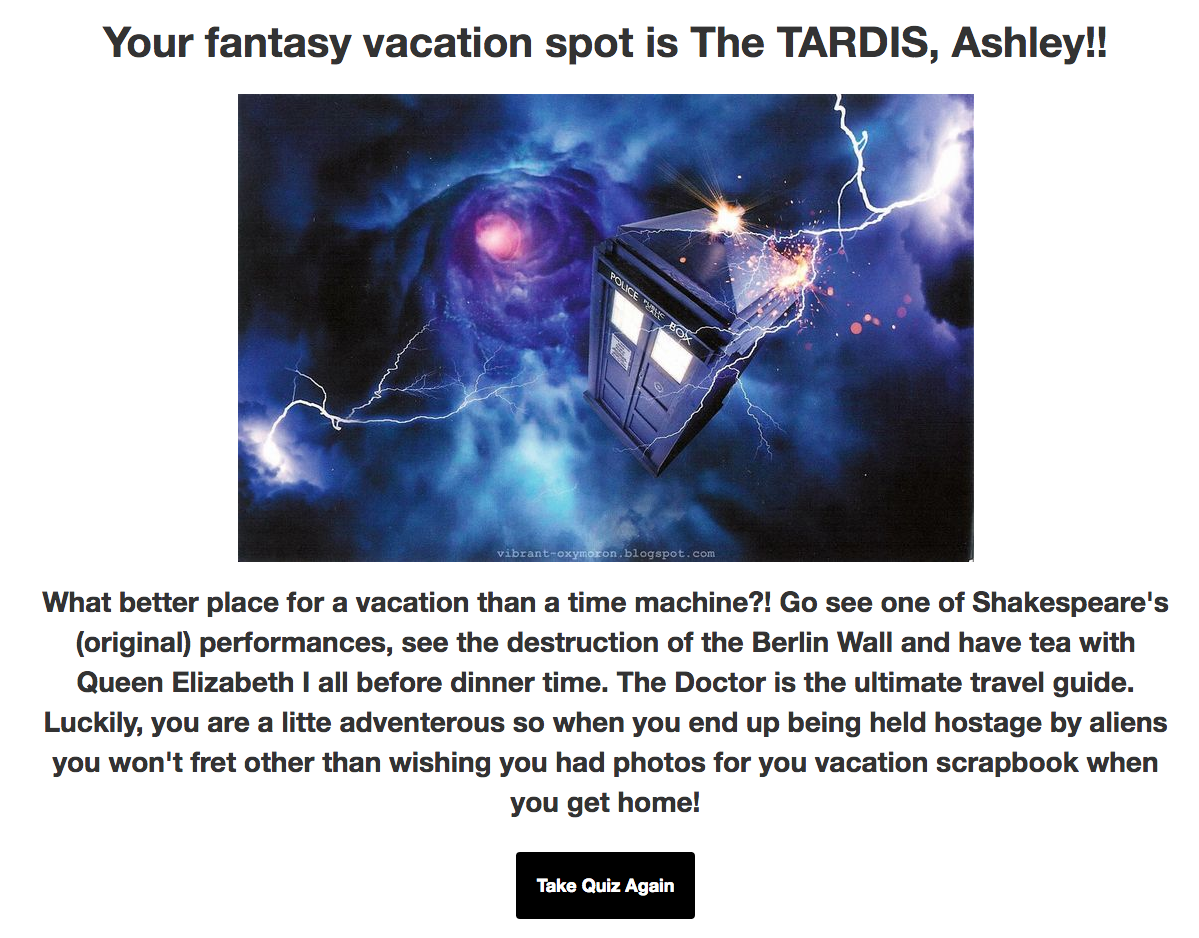 Your fantasy vacation spot is The TARDIS, Ashley!!
POLICE PUBLIC CALL BOX
vibrant-oxymoron.blogspot.com
What better place for a vacation than a time machine?! Go see one of Shakespeare's
(original) performances, see the destruction of the Berlin Wall and have tea with
Queen Elizabeth I all before dinner time. The Doctor is the ultimate travel guide.
Luckily, you are a litte adventerous so when you end up being held hostage by aliens
you won't fret other than wishing you had photos for you vacation scrapbook when
you get home!
Take Quiz Again